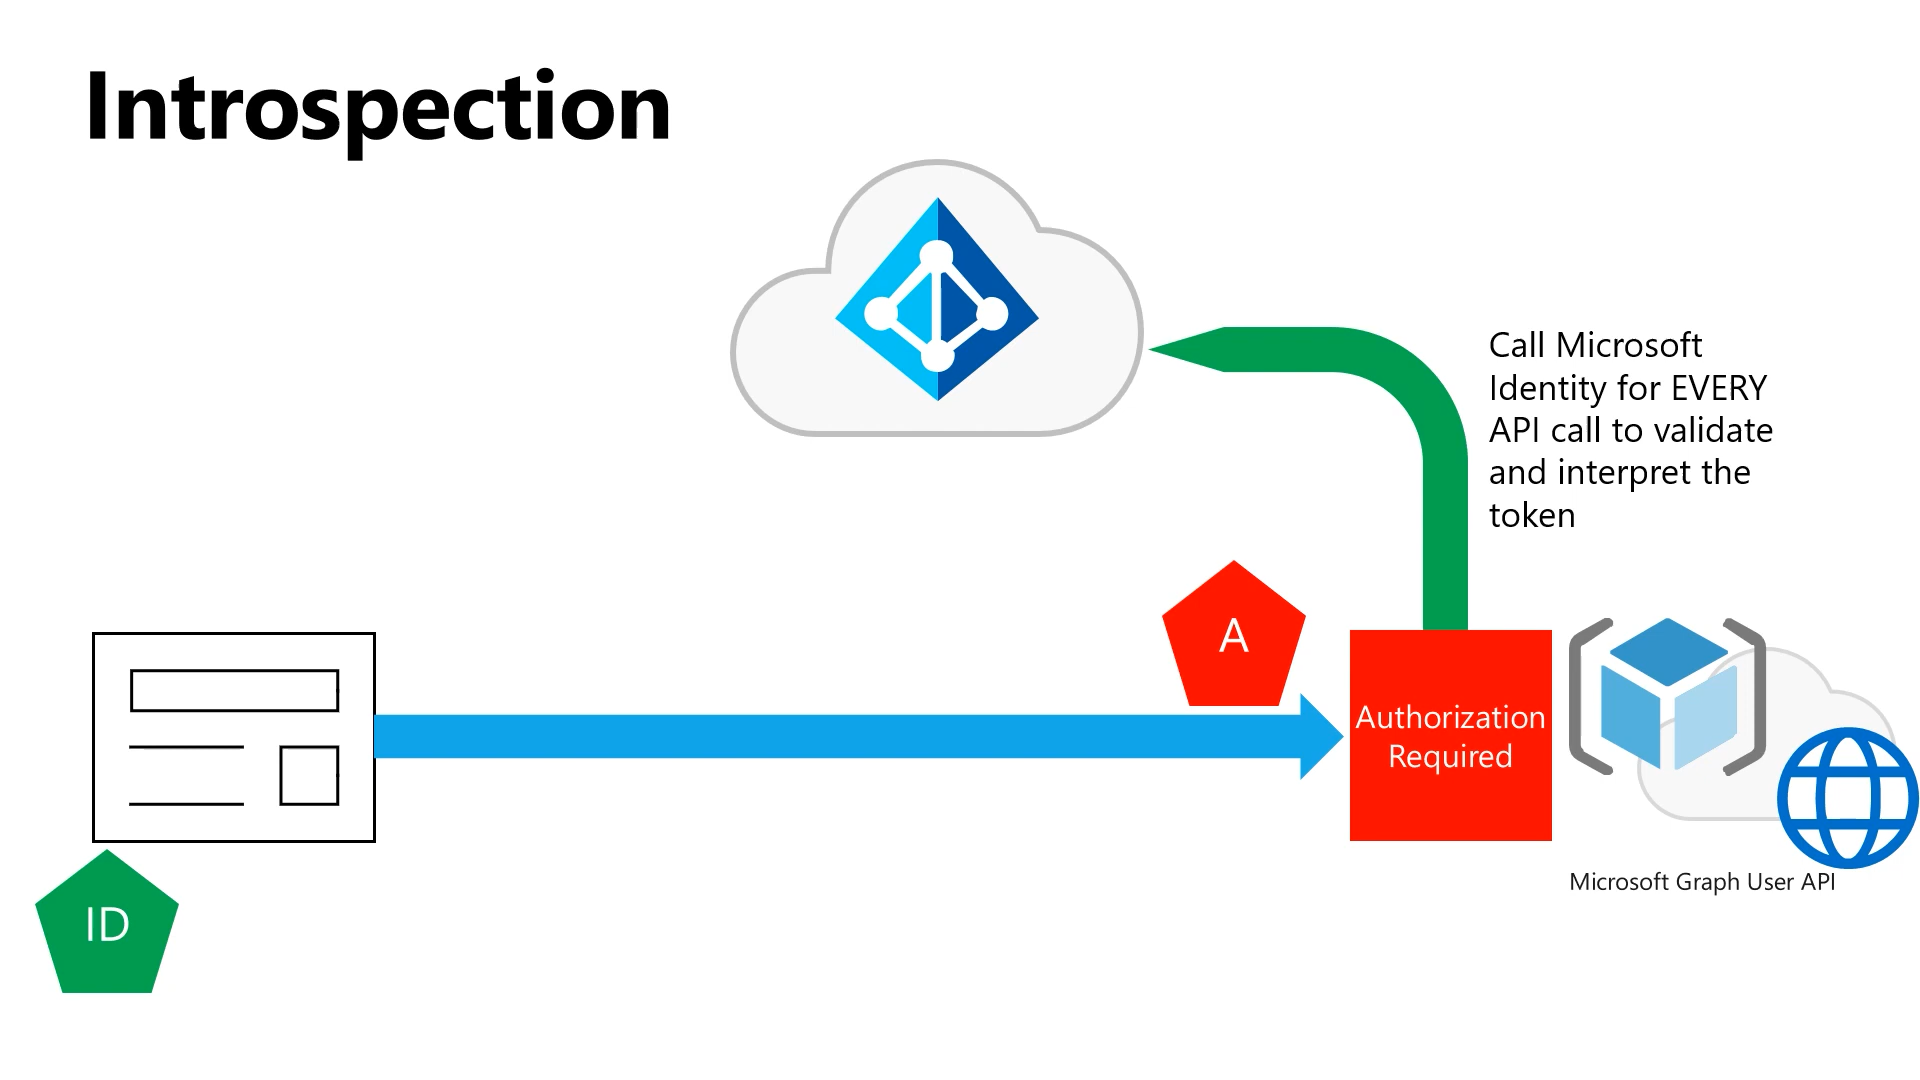 Introspection
Call Microsoft
Identity for EVERY
API call to validate
and interpret the
token
A
Authorization
Required
Microsoft Graph User API
ID